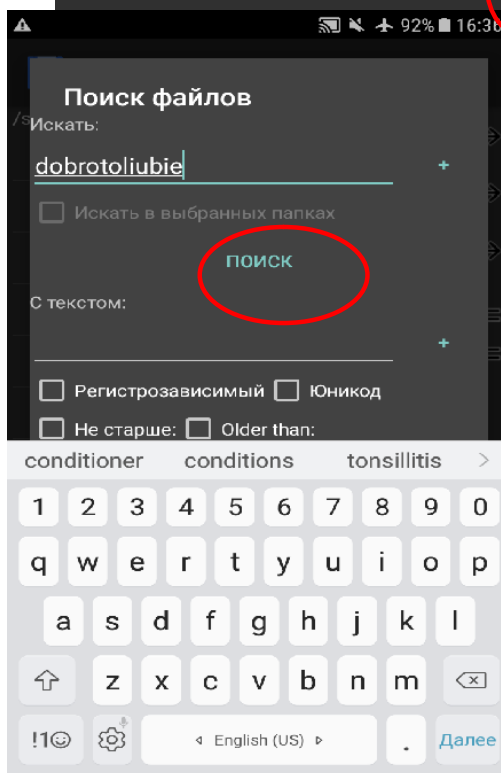 92% 16:36
Поиск файлов
/s
Искать:
dobrotoliubie +
Искать в выбранных папках
ПОИСК
С текстом:
+
Регистрозависимый Юникод
Не старше: Older than:
conditioner conditions tonsillitis >
1 2 3 4 5 6 7 8 9 0
q w e r t y u i o p
a s d f g h j k l
z x c v b n m
!1☺ English (US) . Далее